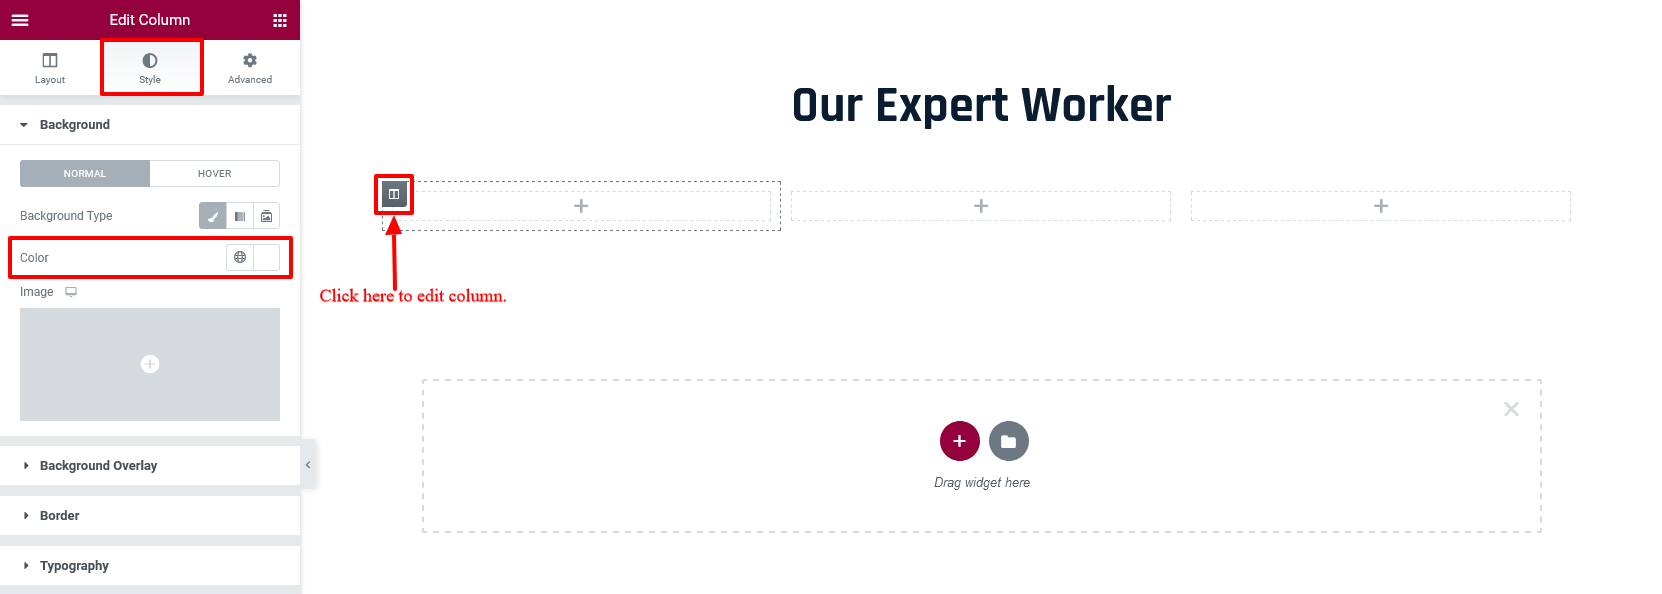 Edit Column
Layout
Style
Advanced
Background
NORMAL
HOVER
Background Type
Color
Image
Background Overlay
Border
Typography
Our Expert Worker
Click here to edit column.
Drag widget here